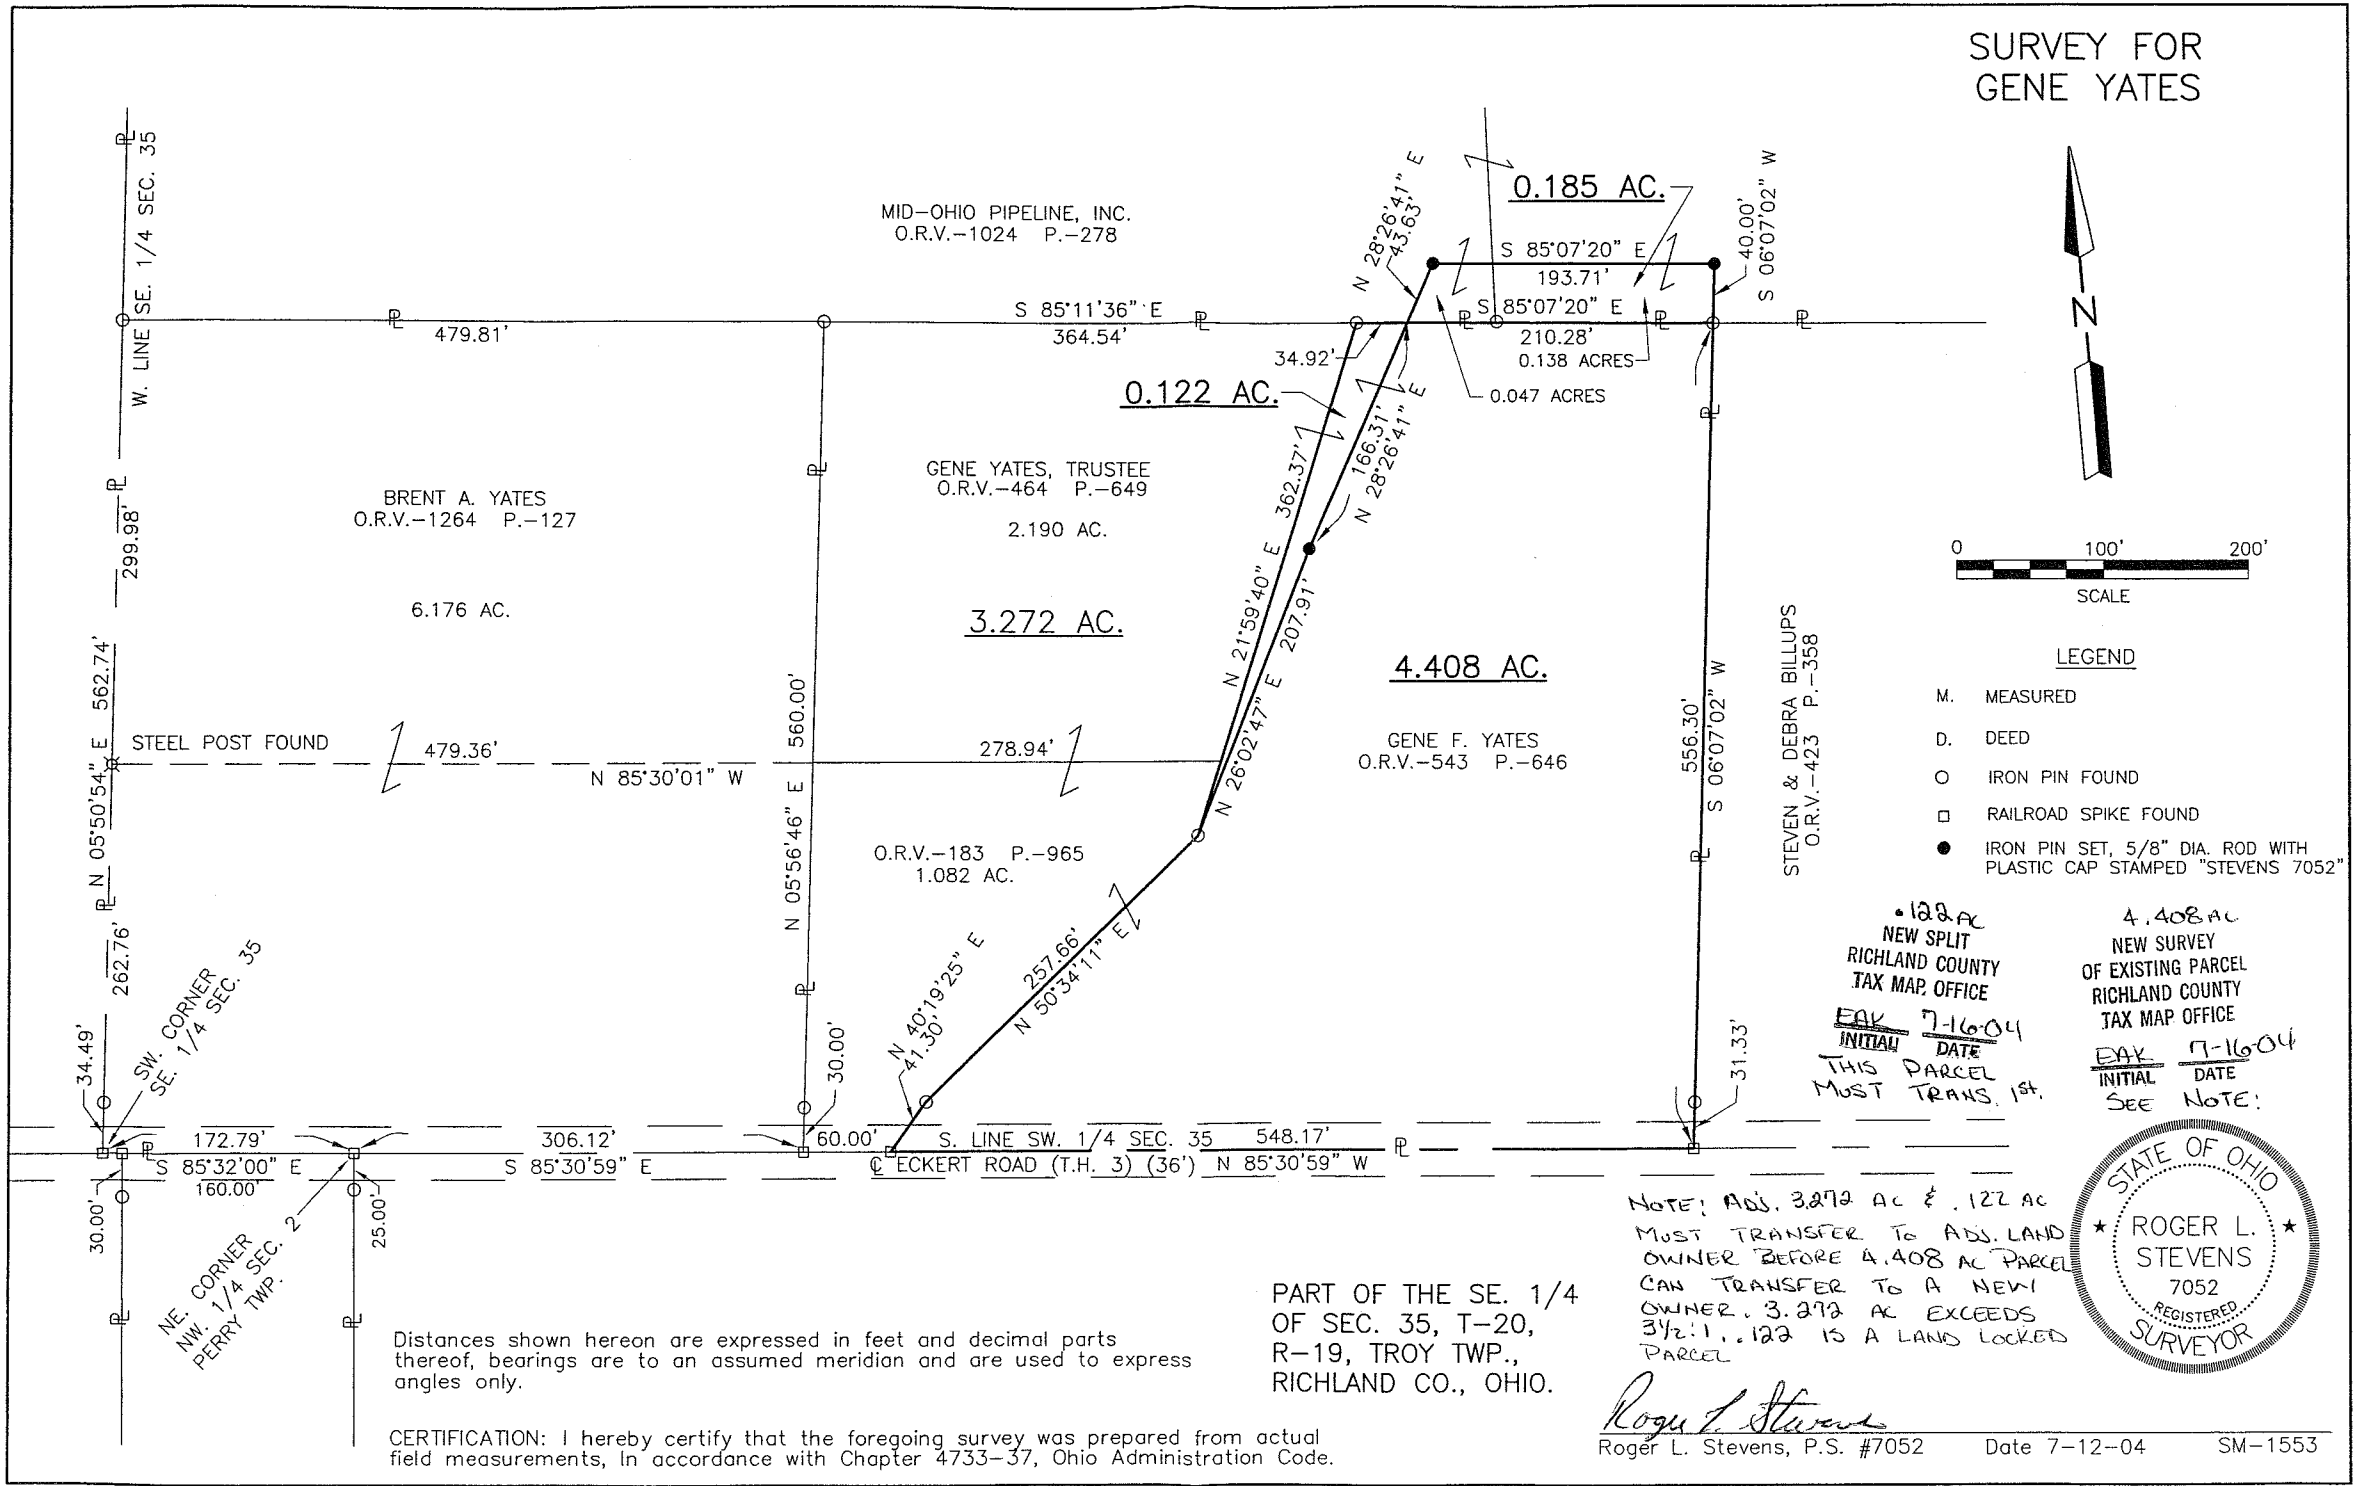 SURVEY FOR
GENE YATES
W. LINE SE. 1/4 SEC. 35
MID-OHIO PIPELINE, INC.
O.R.V.-1024 P.-278
N 28°26'41" E
43.63'
0.185 AC.
40.00'
S 06°07'02" W
S 85°07'20" E
193.71'
S 85°11'36" E
364.54'
479.81'
S 85°07'20" E
210.28'
34.92'
0.138 ACRES
0.047 ACRES
0.122 AC.
166.31'
N 28°26'41" E
362.37'
N 21°59'40" E
299.98'
BRENT A. YATES
O.R.V.-1264 P.-127
6.176 AC.
GENE YATES, TRUSTEE
O.R.V.-464 P.-649
2.190 AC.
3.272 AC.
207.91'
N 26°02'47" E
4.408 AC.
GENE F. YATES
O.R.V.-543 P.-646
556.30'
S 06°07'02" W
STEVEN & DEBRA BILLUPS
O.R.V.-423 P.-358
N
0 100' 200'
SCALE
LEGEND
M. MEASURED
D. DEED
IRON PIN FOUND
RAILROAD SPIKE FOUND
IRON PIN SET, 5/8" DIA. ROD WITH
PLASTIC CAP STAMPED "STEVENS 7052"
N 05°50'54" E 562.74'
STEEL POST FOUND
479.36'
N 85°30'01" W
278.94'
N 05°56'46" E 560.00'
O.R.V.-183 P.-965
1.082 AC.
257.66'
N 50°34'11" E
N 40°19'25" E
41.30'
262.76'
34.49'
SW. CORNER
SE. 1/4 SEC. 35
30.00'
31.33'
.122 AC
NEW SPLIT
RICHLAND COUNTY
TAX MAP. OFFICE
EAK 7-16-04
INITIAL DATE
THIS PARCEL
MUST TRANS. 1st.
4.408 AC
NEW SURVEY
OF EXISTING PARCEL
RICHLAND COUNTY
TAX MAP OFFICE
EAK 7-16-04
INITIAL DATE
SEE NOTE:
172.79'
S 85°32'00" E
160.00'
306.12'
S 85°30'59" E
60.00' S. LINE SW. 1/4 SEC. 35 548.17'
ECKERT ROAD (T.H. 3) (36') N 85°30'59" W
30.00'
25.00'
NE. CORNER
NW. 1/4 SEC. 2
PERRY TWP.
NOTE: ADJ. 3.272 AC & .122 AC
MUST TRANSFER TO ADJ. LAND
OWNER BEFORE 4.408 AC PARCEL
CAN TRANSFER TO A NEW
OWNER. 3.272 AC EXCEEDS
3½:1. .122 IS A LAND LOCKED
PARCEL
STATE OF OHIO
ROGER L.
STEVENS
7052
REGISTERED
SURVEYOR
PART OF THE SE. 1/4
OF SEC. 35, T-20,
R-19, TROY TWP.,
RICHLAND CO., OHIO.
Distances shown hereon are expressed in feet and decimal parts
thereof, bearings are to an assumed meridian and are used to express
angles only.
CERTIFICATION: I hereby certify that the foregoing survey was prepared from actual
field measurements, In accordance with Chapter 4733-37, Ohio Administration Code.
Roger L. Stevens
Roger L. Stevens, P.S. #7052 Date 7-12-04 SM-1553